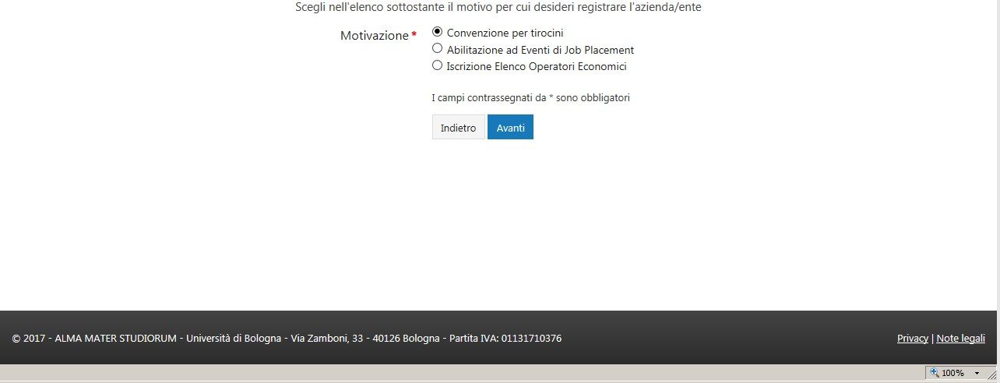 Scegli nell'elenco sottostante il motivo per cui desideri registrare l'azienda/ente
Motivazione *
Convenzione per tirocini
Abilitazione ad Eventi di Job Placement
Iscrizione Elenco Operatori Economici
I campi contrassegnati da * sono obbligatori
Indietro Avanti
© 2017 - ALMA MATER STUDIORUM - Università di Bologna - Via Zamboni, 33 - 40126 Bologna - Partita IVA: 01131710376 Privacy | Note legali
100%